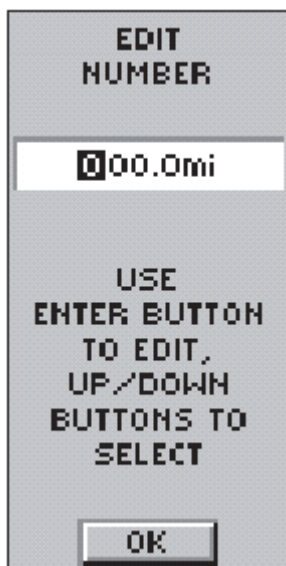 EDIT
NUMBER
000.0mi
USE
ENTER BUTTON
TO EDIT,
UP/DOWN
BUTTONS TO
SELECT
OK